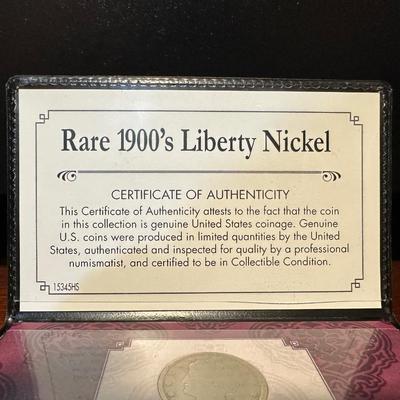 Rare 1900's Liberty Nickel
CERTIFICATE OF AUTHENTICITY
This Certificate of Authenticity attests to the fact that the coin
in this collection is genuine United States coinage. Genuine
U.S. coins were produced in limited quantities by the United
States, authenticated and inspected for quality by a professional
numismatist, and certified to be in Collectible Condition.
15345HS